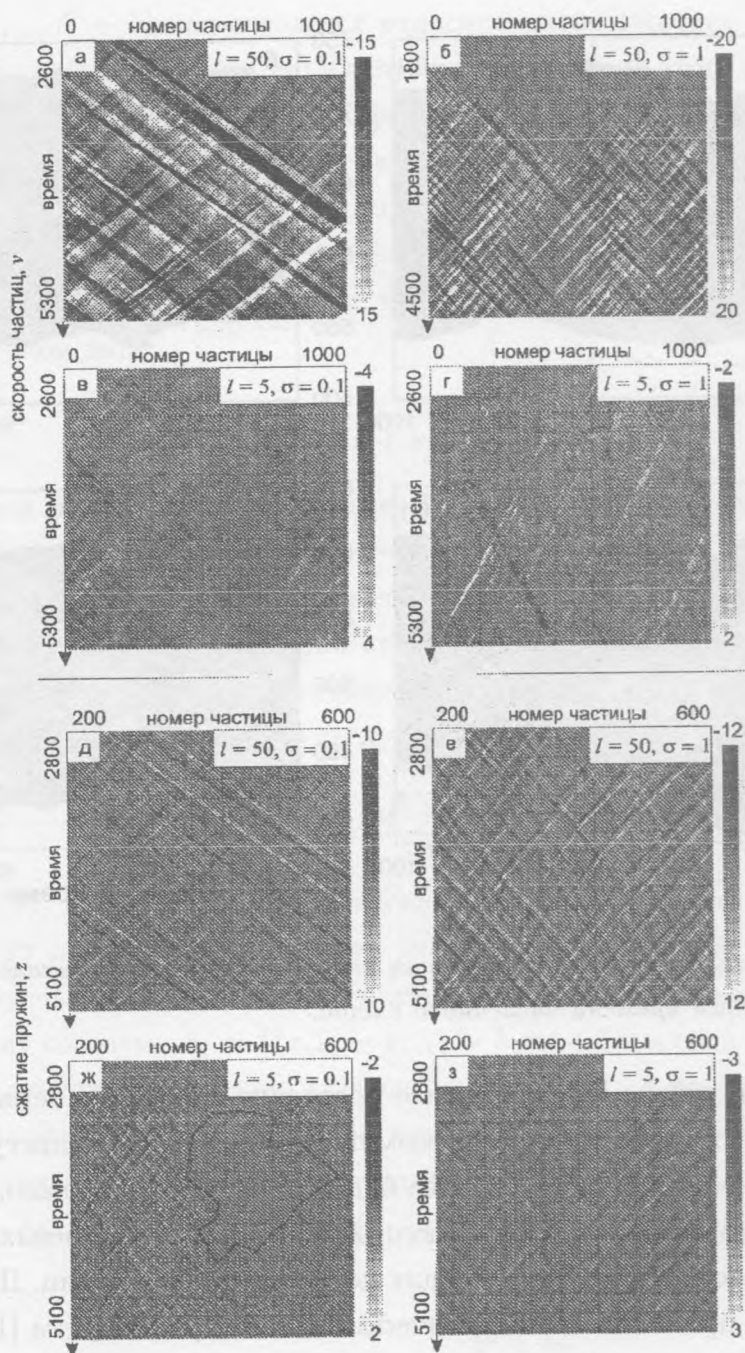 0 номер частицы 1000
-15
2600
а
l = 50, σ = 0.1
время
5300
15
0 номер частицы 1000
-20
1800
б
l = 50, σ = 1
время
4500
20
скорость частиц, v
0 номер частицы 1000
-4
2600
в
l = 5, σ = 0.1
время
5300
4
0 номер частицы 1000
-2
2600
г
l = 5, σ = 1
время
5300
2
200 номер частицы 600
-10
2800
д
l = 50, σ = 0.1
время
5100
10
200 номер частицы 600
-12
2800
е
l = 50, σ = 1
время
5100
12
сжатие пружин, z
200 номер частицы 600
-2
2800
ж
l = 5, σ = 0.1
время
5100
2
200 номер частицы 600
-3
2800
з
l = 5, σ = 1
время
5100
3